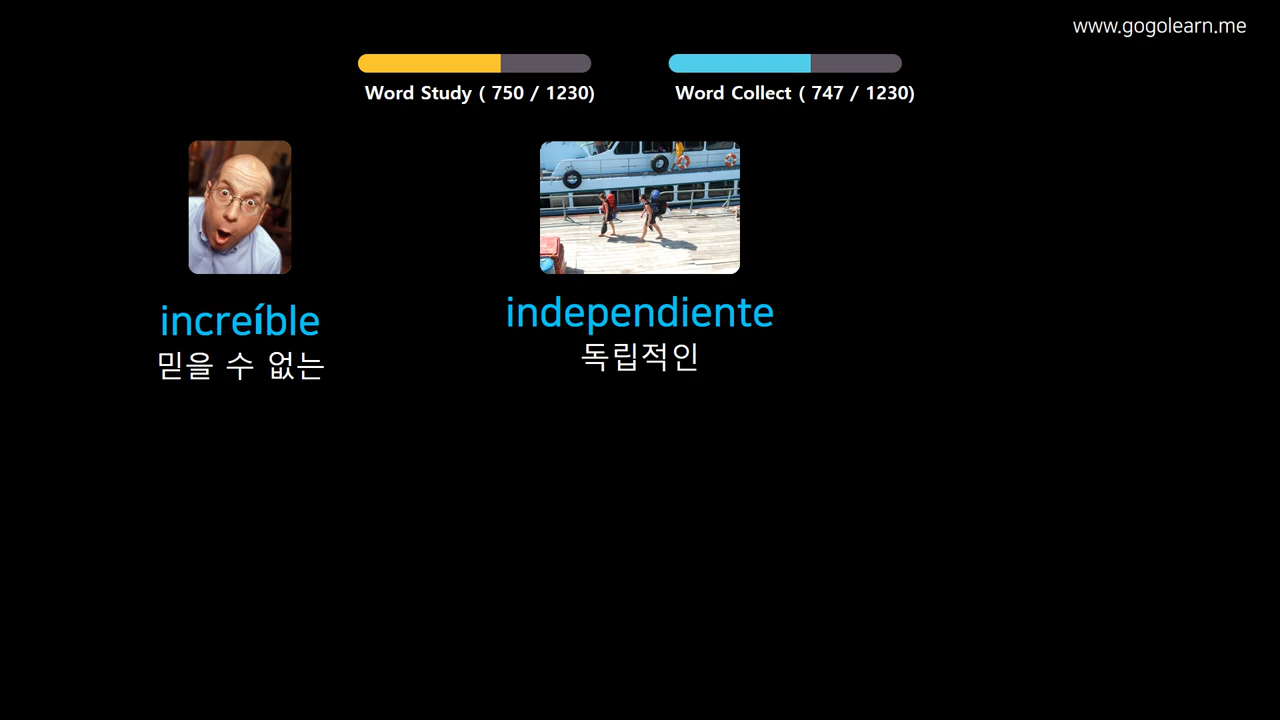 www.gogolearn.me
Word Study ( 750 / 1230)
Word Collect ( 747 / 1230)
increíble
믿을 수 없는
independiente
독립적인